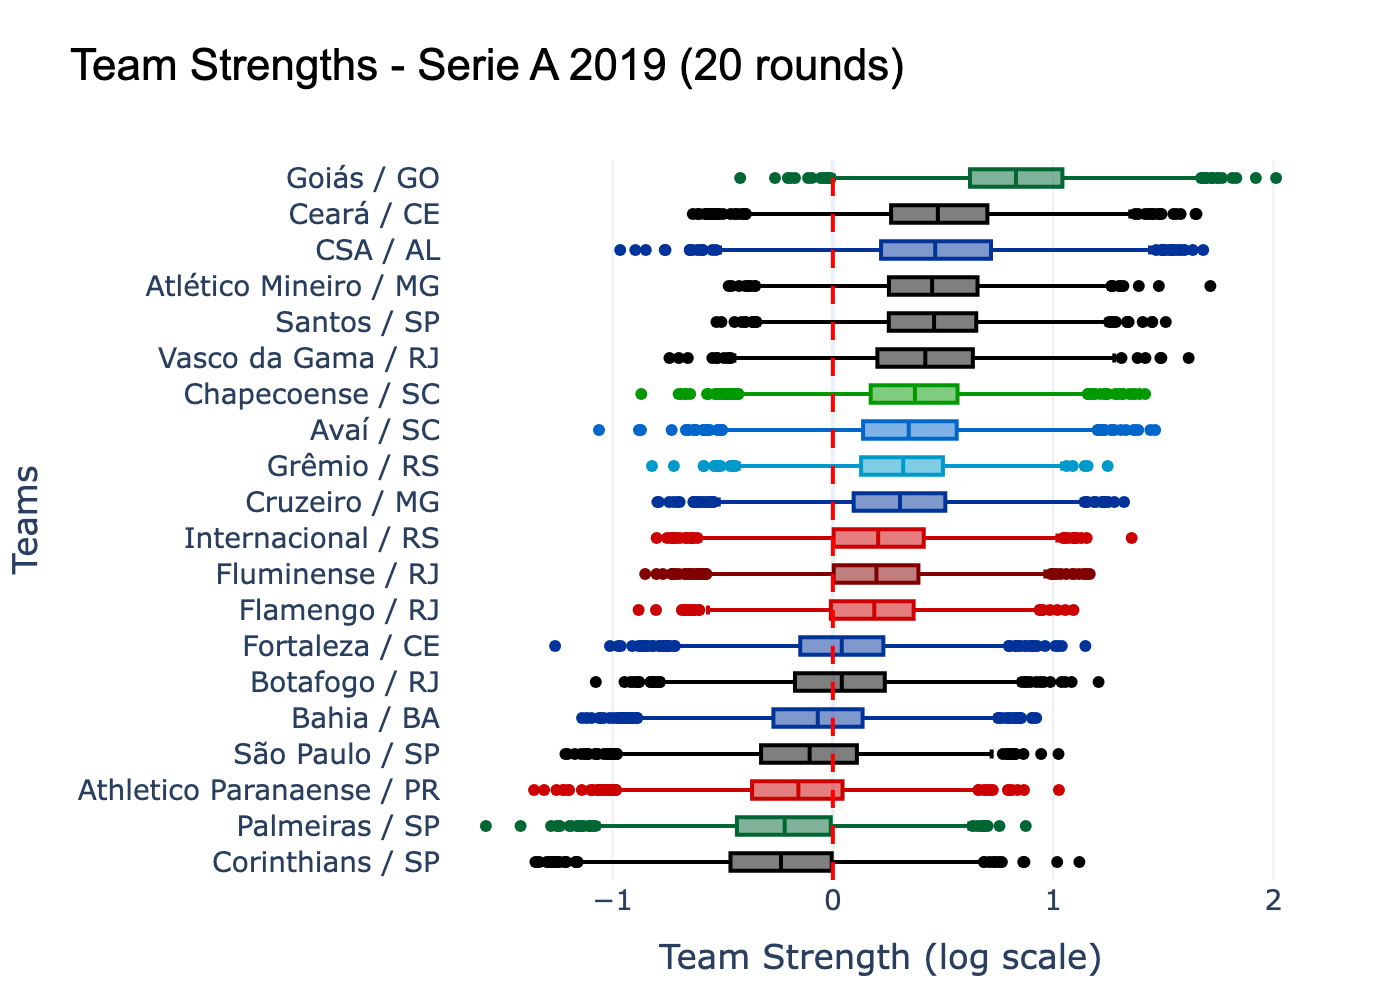 Team Strengths - Serie A 2019 (20 rounds)
Goiás / GO
Ceará / CE
CSA / AL
Atlético Mineiro / MG
Santos / SP
Vasco da Gama / RJ
Chapecoense / SC
Avaí / SC
Grêmio / RS
Cruzeiro / MG
Internacional / RS
Fluminense / RJ
Flamengo / RJ
Fortaleza / CE
Botafogo / RJ
Bahia / BA
São Paulo / SP
Athletico Paranaense / PR
Palmeiras / SP
Corinthians / SP
Teams
−1 0 1 2
Team Strength (log scale)